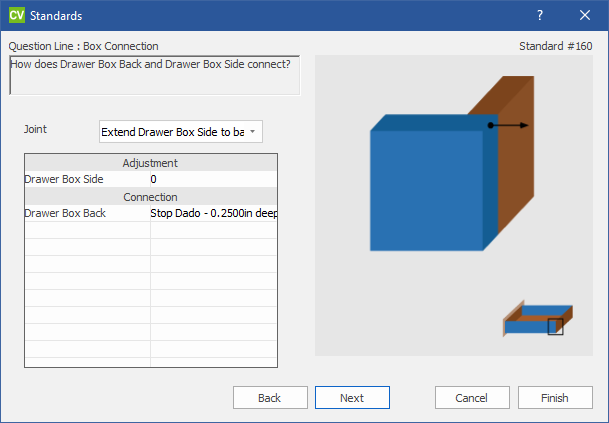 CV Standards ?
Question Line : Box Connection Standard #160
How does Drawer Box Back and Drawer Box Side connect?
Joint Extend Drawer Box Side to ba
Adjustment
Drawer Box Side 0
Connection
Drawer Box Back Stop Dado - 0.2500in deep
Back Next Cancel Finish